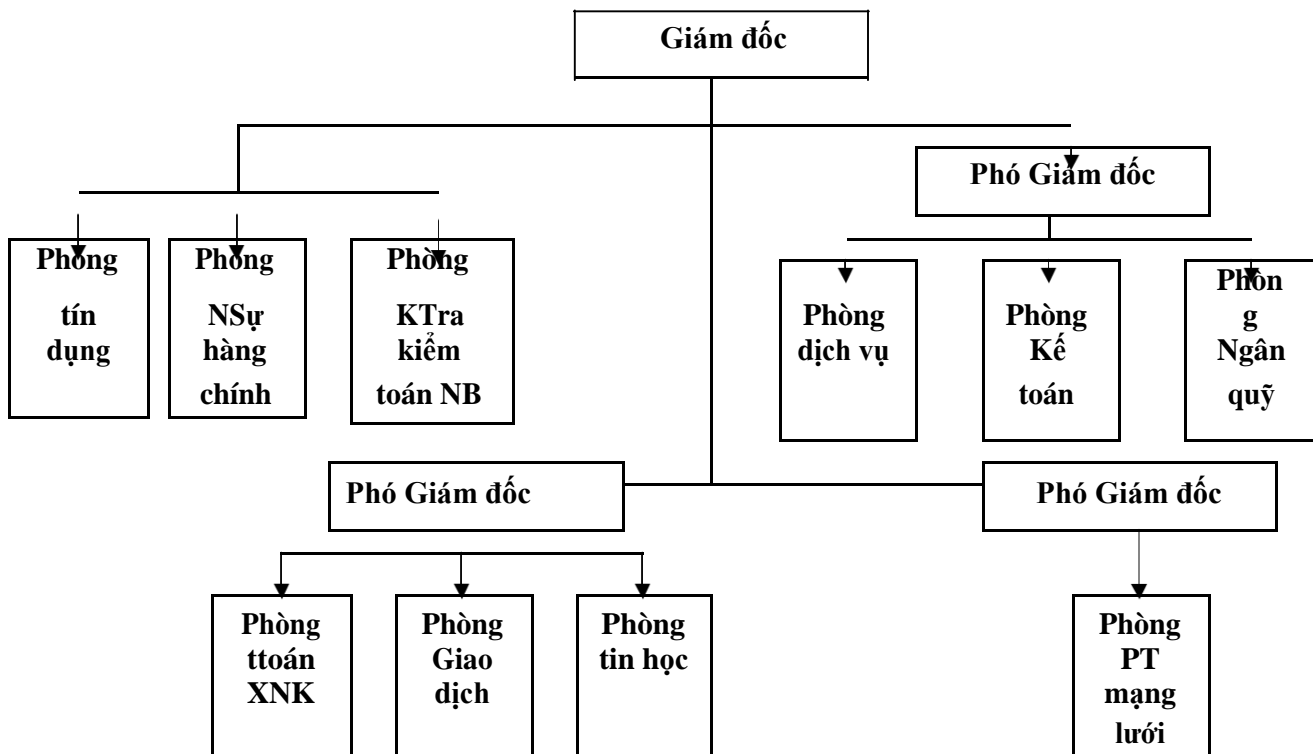 Giám đốc
Phó Giám đốc
Phòng
tín
dụng
Phòng
NSự
hàng
chính
Phòng
KTra
kiểm
toán NB
Phòng
dịch vụ
Phòng
Kế
toán
Phòn
g
Ngân
quỹ
Phó Giám đốc
Phó Giám đốc
Phòng
ttoán
XNK
Phòng
Giao
dịch
Phòng
tin học
Phòng
PT
mạng
lưới